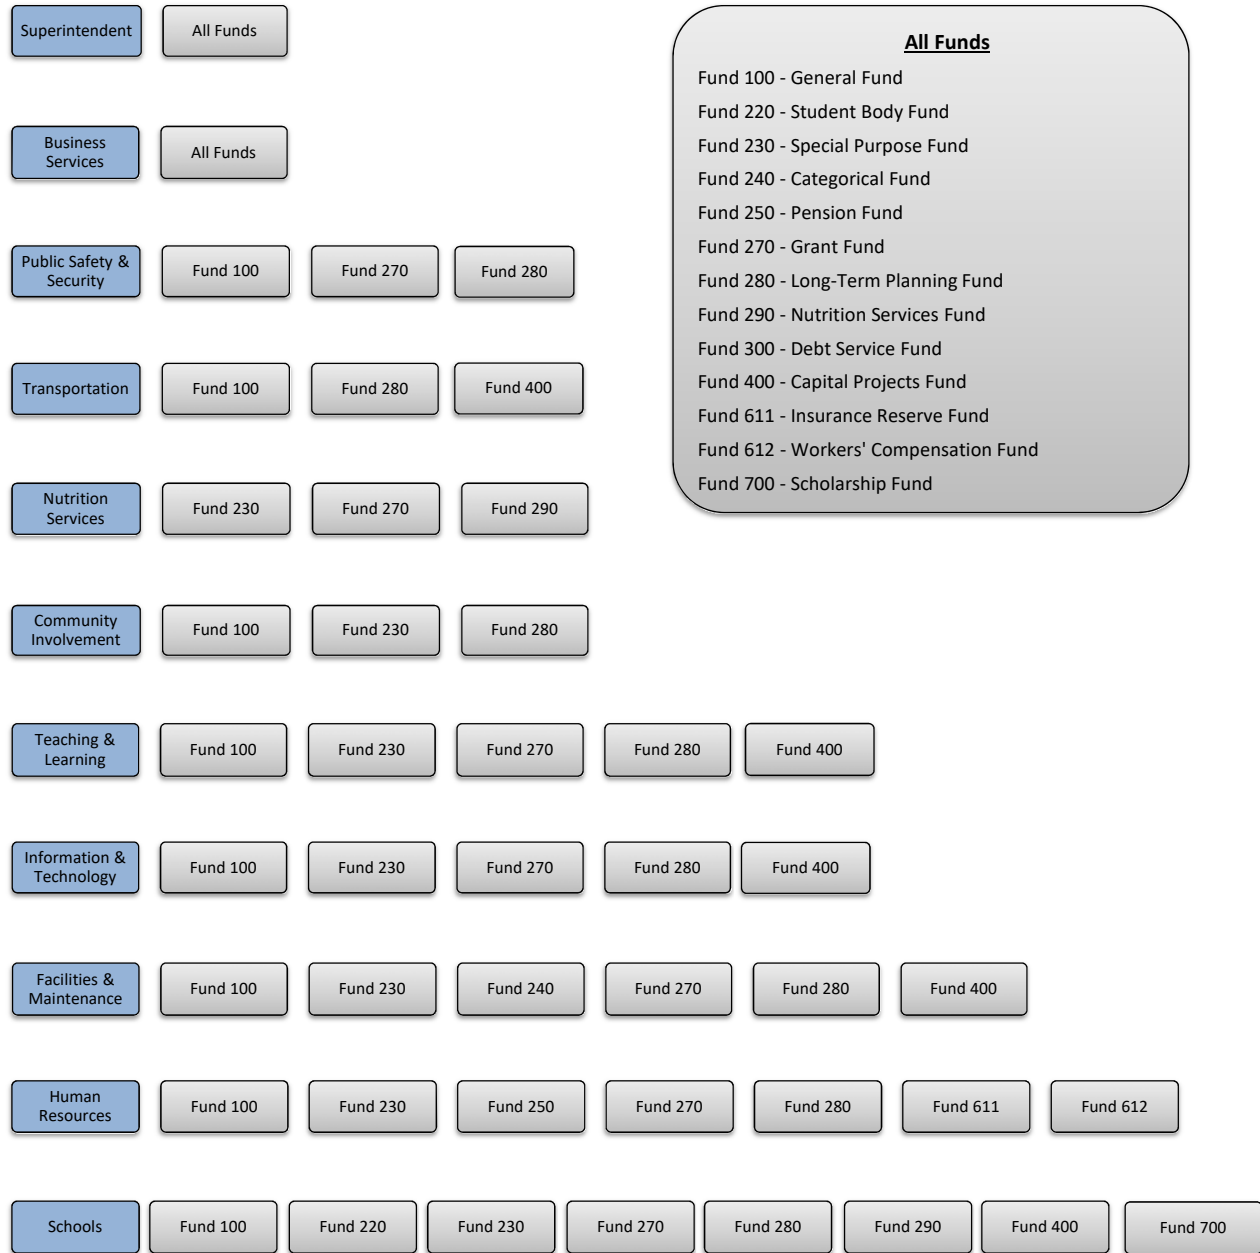 Superintendent
All Funds
Business
Services
All Funds
Public Safety &
Security
Fund 100
Fund 270
Fund 280
Transportation
Fund 100
Fund 280
Fund 400
Nutrition
Services
Fund 230
Fund 270
Fund 290
Community
Involvement
Fund 100
Fund 230
Fund 280
Teaching &
Learning
Fund 100
Fund 230
Fund 270
Fund 280
Fund 400
Information &
Technology
Fund 100
Fund 230
Fund 270
Fund 280
Fund 400
Facilities &
Maintenance
Fund 100
Fund 230
Fund 240
Fund 270
Fund 280
Fund 400
Human
Resources
Fund 100
Fund 230
Fund 250
Fund 270
Fund 280
Fund 611
Fund 612
Schools
Fund 100
Fund 220
Fund 230
Fund 270
Fund 280
Fund 290
Fund 400
Fund 700
All Funds
Fund 100 - General Fund
Fund 220 - Student Body Fund
Fund 230 - Special Purpose Fund
Fund 240 - Categorical Fund
Fund 250 - Pension Fund
Fund 270 - Grant Fund
Fund 280 - Long-Term Planning Fund
Fund 290 - Nutrition Services Fund
Fund 300 - Debt Service Fund
Fund 400 - Capital Projects Fund
Fund 611 - Insurance Reserve Fund
Fund 612 - Workers' Compensation Fund
Fund 700 - Scholarship Fund